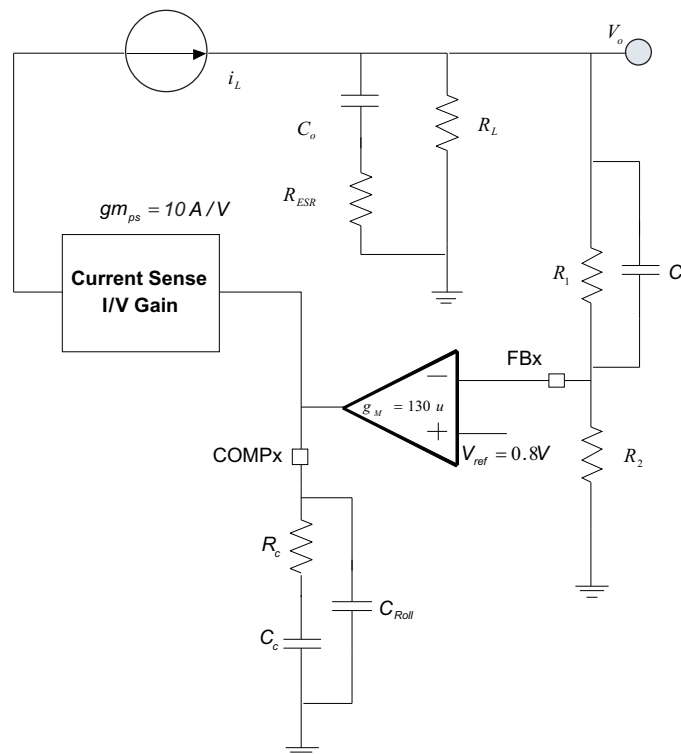 V_o
i_L
C_o
R_L
R_ESR
gm_ps = 10 A / V
Current Sense
I/V Gain
R_1
C
FBx
g_M = 130 u
V_ref = 0.8V
R_2
COMPx
R_c
C_c
C_Roll